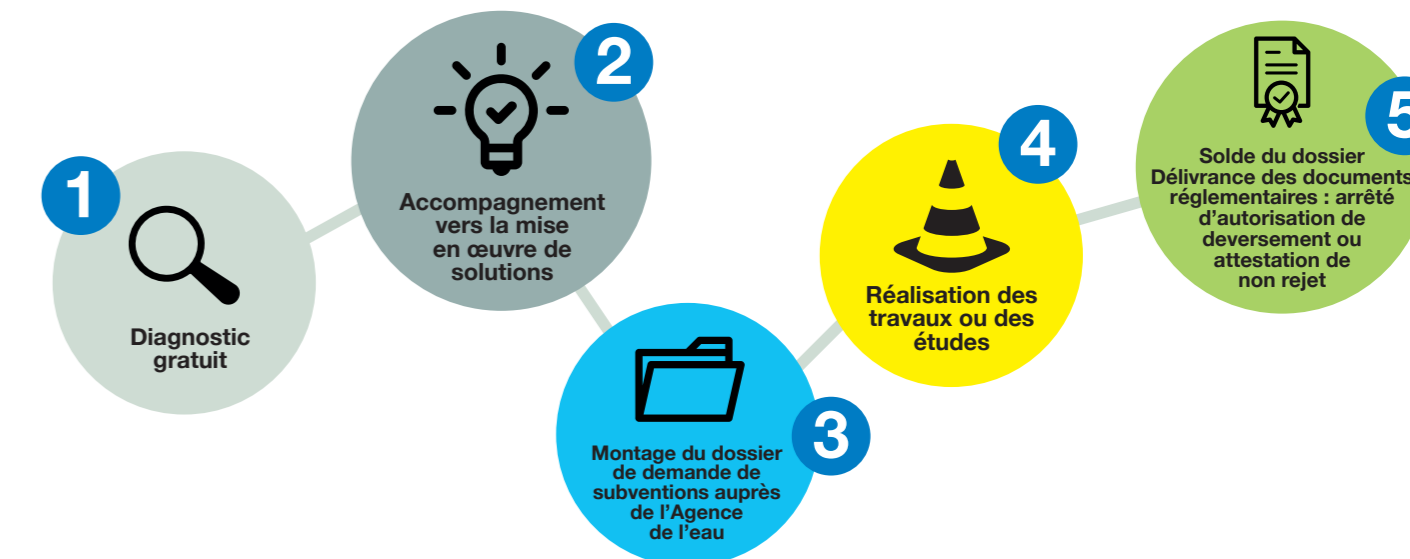 1
Diagnostic
gratuit
2
Accompagnement
vers la mise
en œuvre de
solutions
3
Montage du dossier
de demande de
subventions auprès
de l’Agence
de l’eau
4
Réalisation des
travaux ou des
études
5
Solde du dossier
Délivrance des documents
réglementaires : arrêté
d’autorisation de
deversement ou
attestation de
non rejet